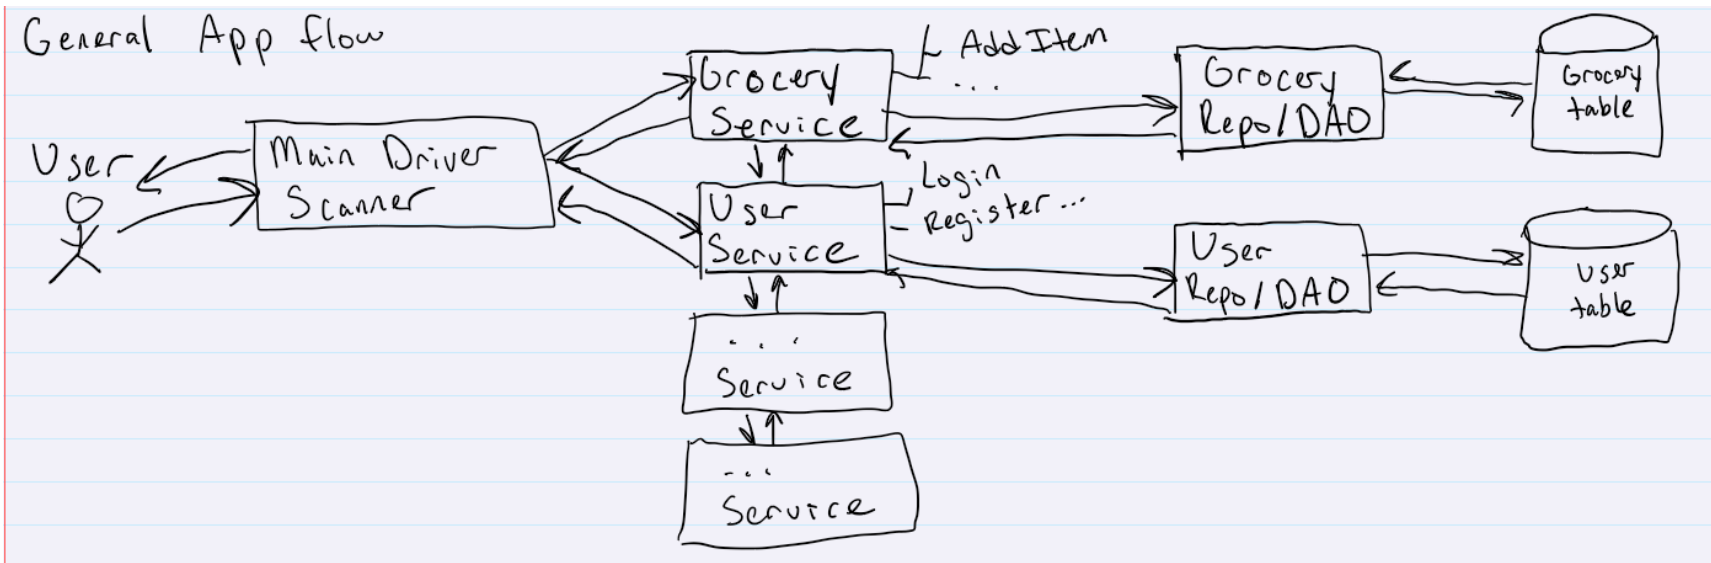 General App flow
User
Main Driver
Scanner
Grocery
Service
Add Item
...
Grocery
Repo/DAO
Grocery
table
User
Service
Login
Register...
User
Repo/DAO
User
table
...
Service
...
Service